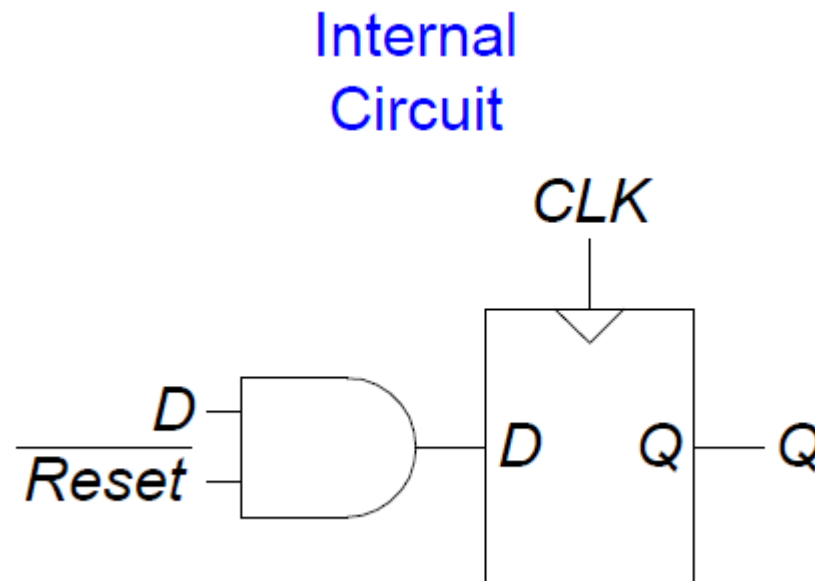 Internal
Circuit
CLK
D
D Q Q
Reset